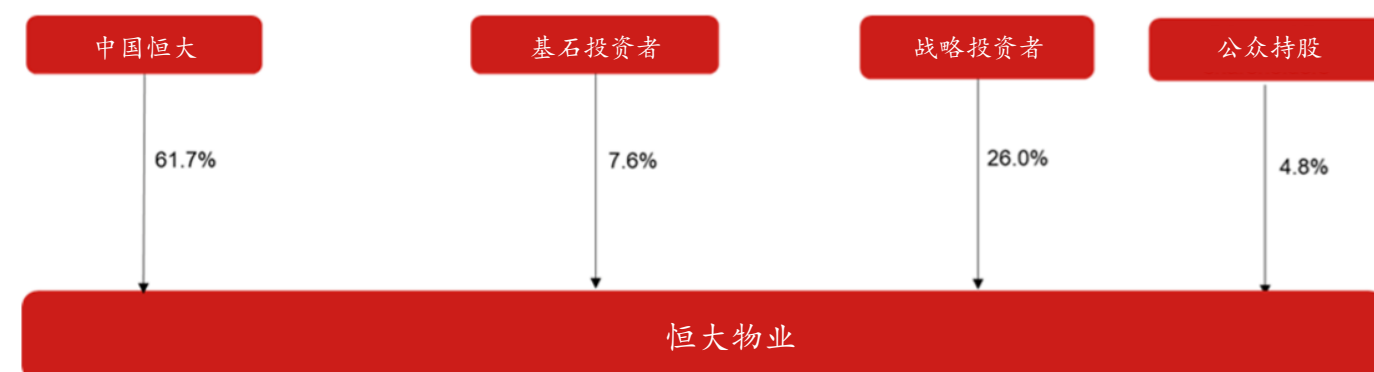 中国恒大
基石投资者
战略投资者
公众持股
61.7%
7.6%
26.0%
4.8%
恒大物业